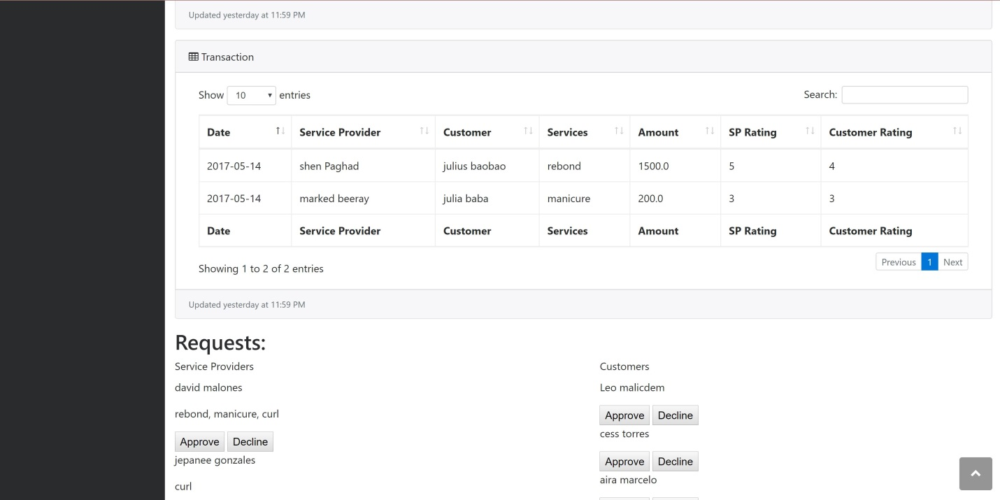 Updated yesterday at 11:59 PM
Transaction
Show 10 entries Search:
Date Service Provider Customer Services Amount SP Rating Customer Rating
2017-05-14 shen Paghad julius baobao rebond 1500.0 5 4
2017-05-14 marked beeray julia baba manicure 200.0 3 3
Date Service Provider Customer Services Amount SP Rating Customer Rating
Showing 1 to 2 of 2 entries Previous 1 Next
Updated yesterday at 11:59 PM
Requests:
Service Providers
david malones
rebond, manicure, curl
Approve Decline
jepanee gonzales
curl
Customers
Leo malicdem
Approve Decline
cess torres
Approve Decline
aira marcelo